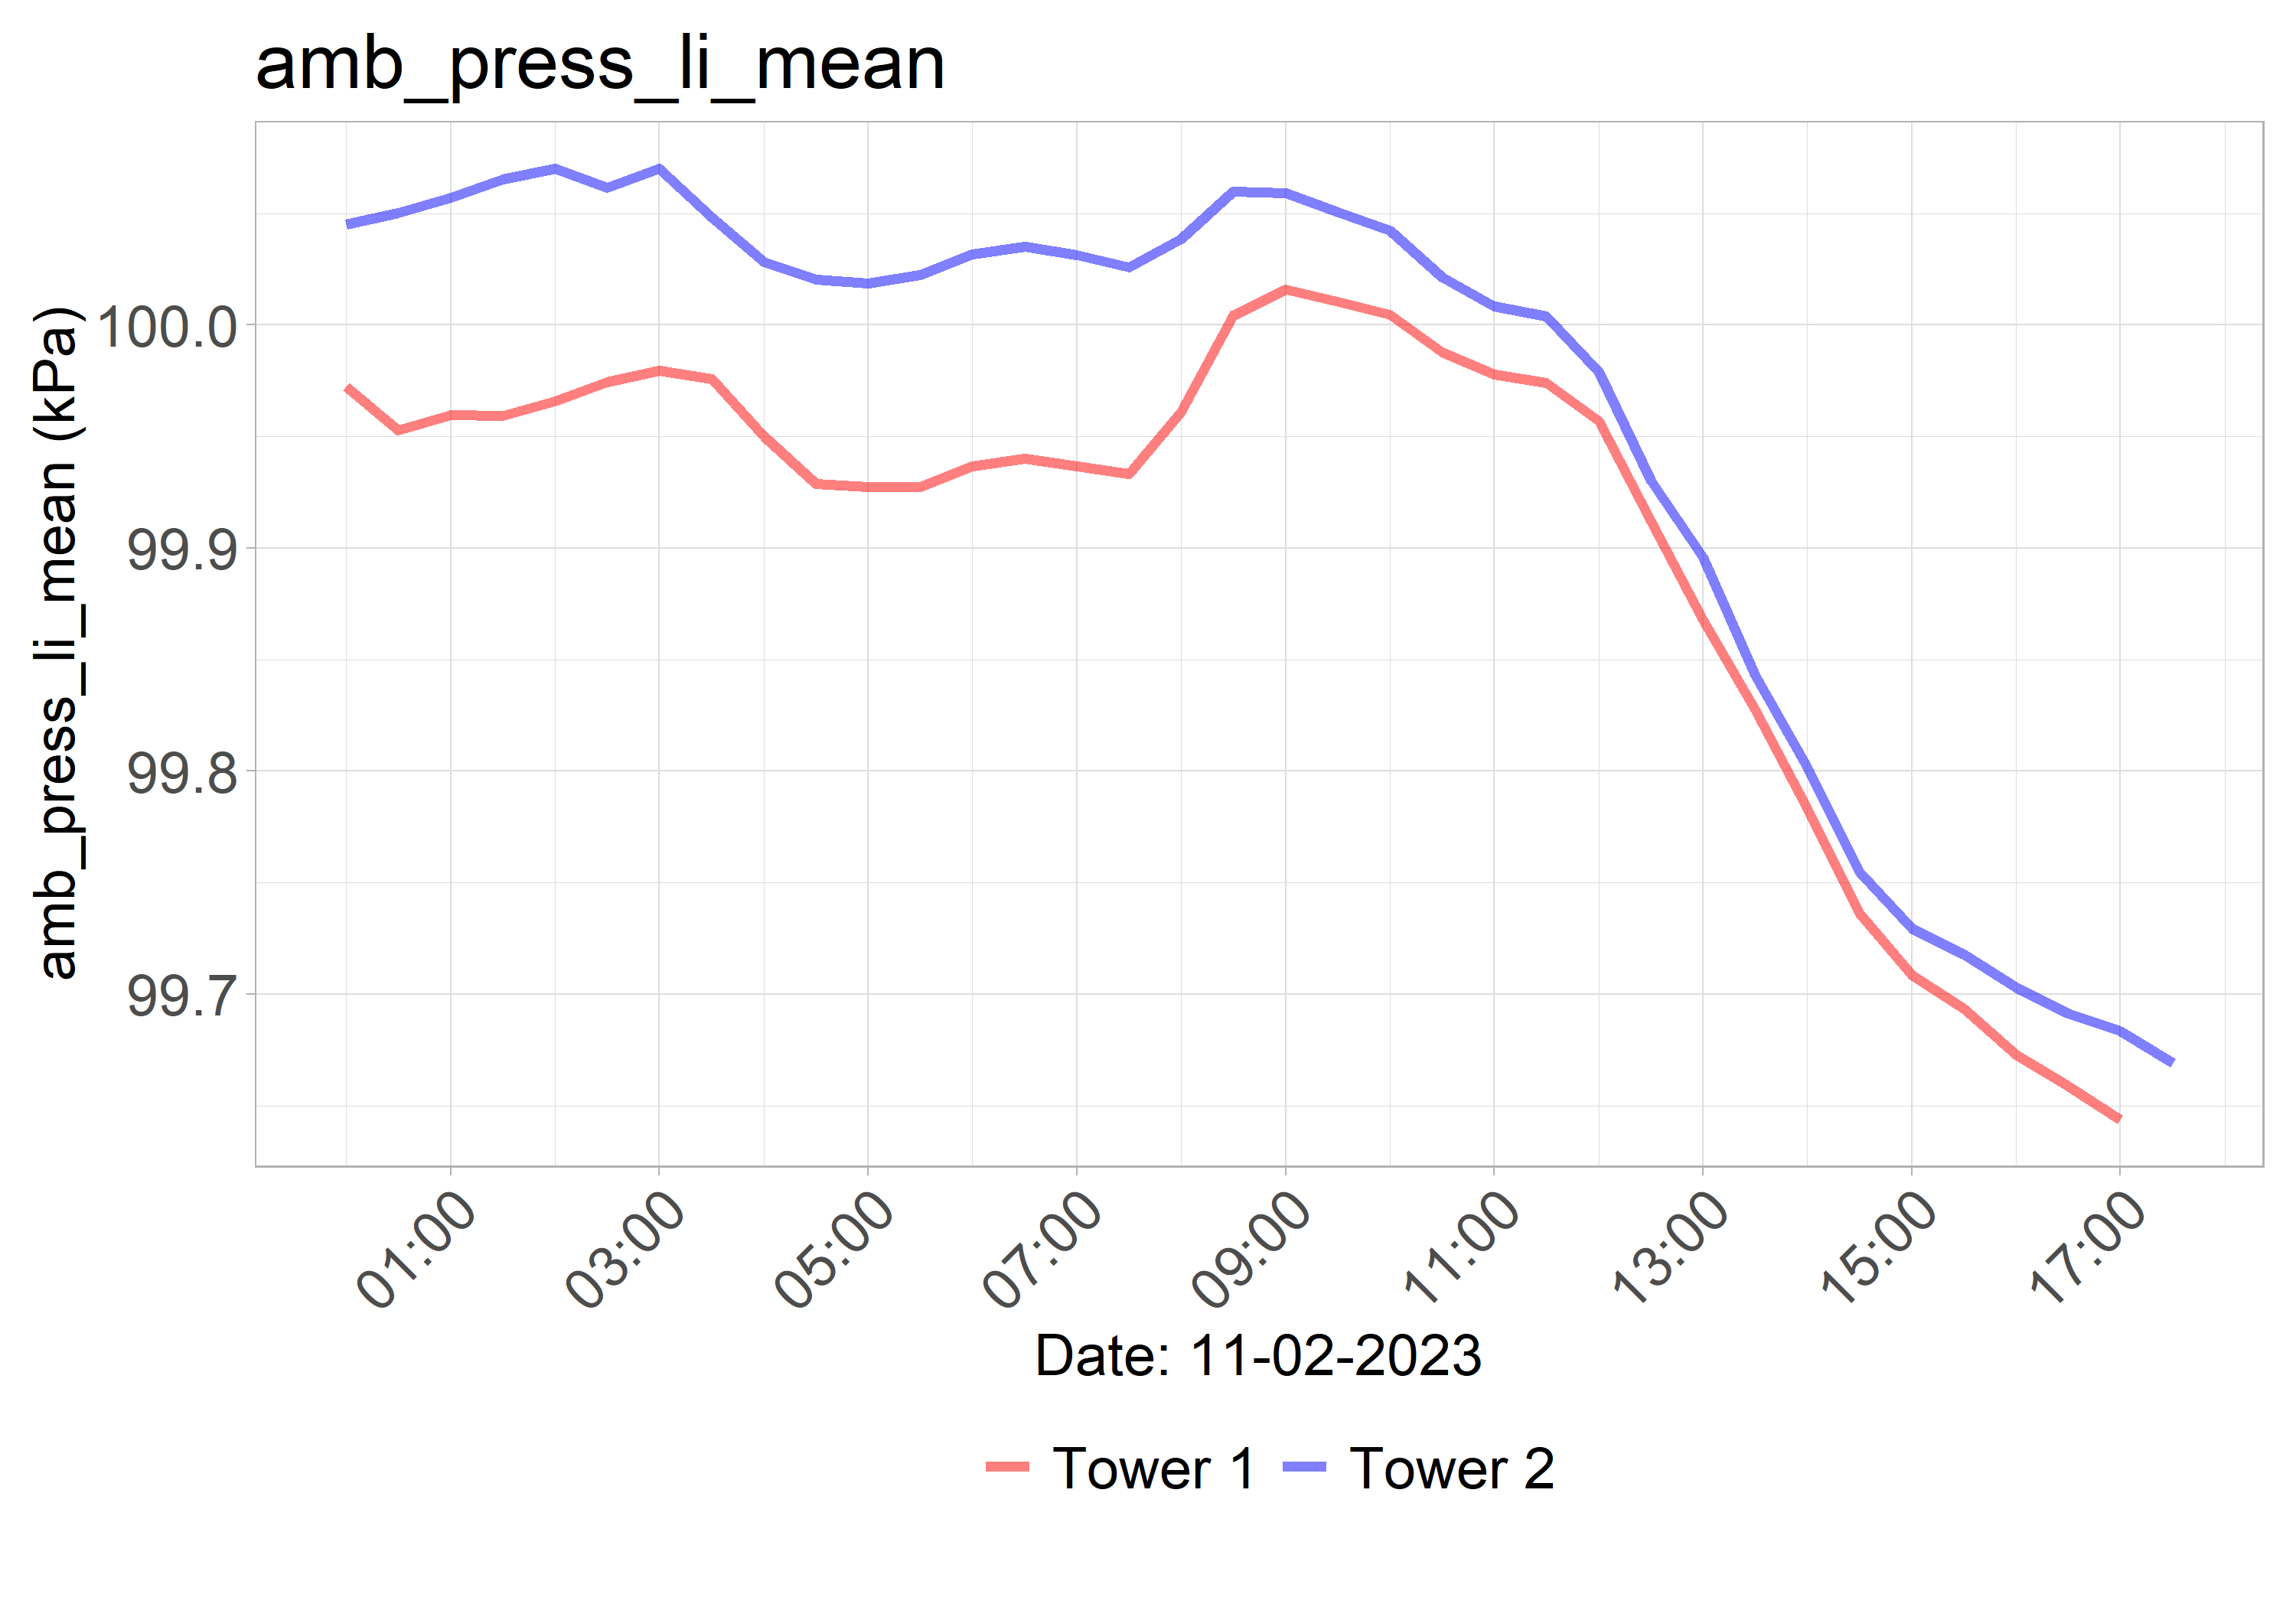 amb_press_li_mean
amb_press_li_mean (kPa)
100.0
99.9
99.8
99.7
01:00 03:00 05:00 07:00 09:00 11:00 13:00 15:00 17:00
Date: 11-02-2023
Tower 1 Tower 2